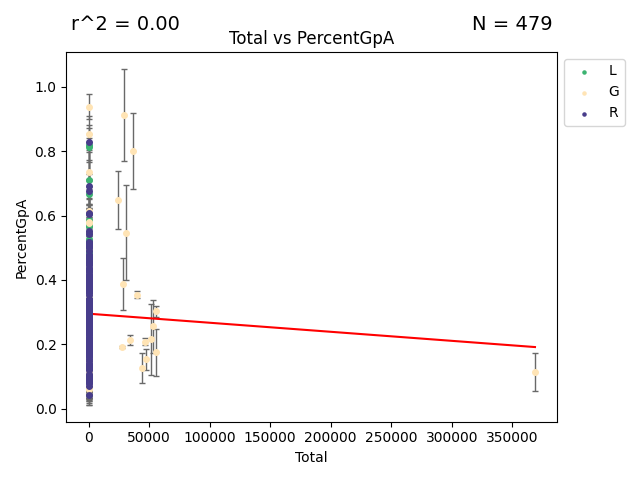 r^2 = 0.00
N = 479
Total vs PercentGpA
L
G
R
PercentGpA
1.0
0.8
0.6
0.4
0.2
0.0
0
50000
100000
150000
200000
250000
300000
350000
Total